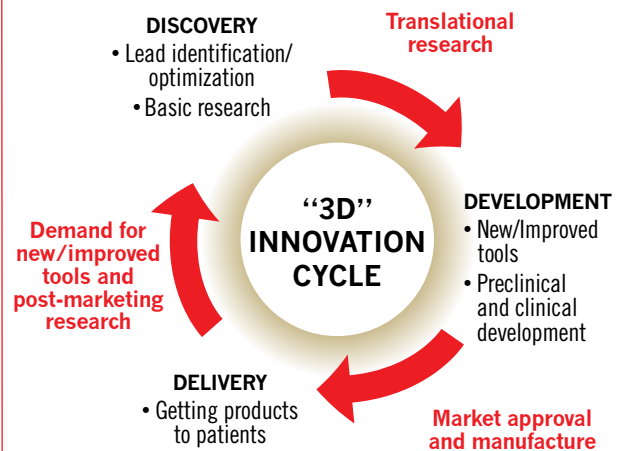 DISCOVERY
• Lead identification/
optimization
• Basic research
Translational
research
“3D”
INNOVATION
CYCLE
DEVELOPMENT
• New/Improved
tools
• Preclinical
and clinical
development
Market approval
and manufacture
DELIVERY
• Getting products
to patients
Demand for
new/improved
tools and
post-marketing
research